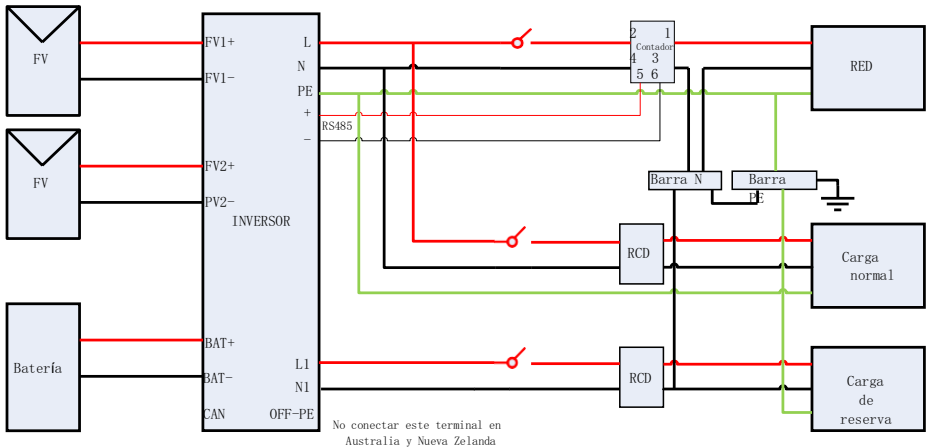 FV
FV1+
FV1-
L
N
PE
+
RS485
-
2 1
Contador
4 3
5 6
RED
FV
FV2+
PV2-
INVERSOR
Barra N
Barra
PE
RCD
Carga
normal
Batería
BAT+
BAT-
CAN
L1
N1
OFF-PE
RCD
Carga
de
reserva
No conectar este terminal en
Australia y Nueva Zelanda